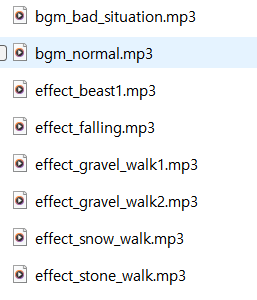 bgm_bad_situation.mp3
bgm_normal.mp3
effect_beast1.mp3
effect_falling.mp3
effect_gravel_walk1.mp3
effect_gravel_walk2.mp3
effect_snow_walk.mp3
effect_stone_walk.mp3